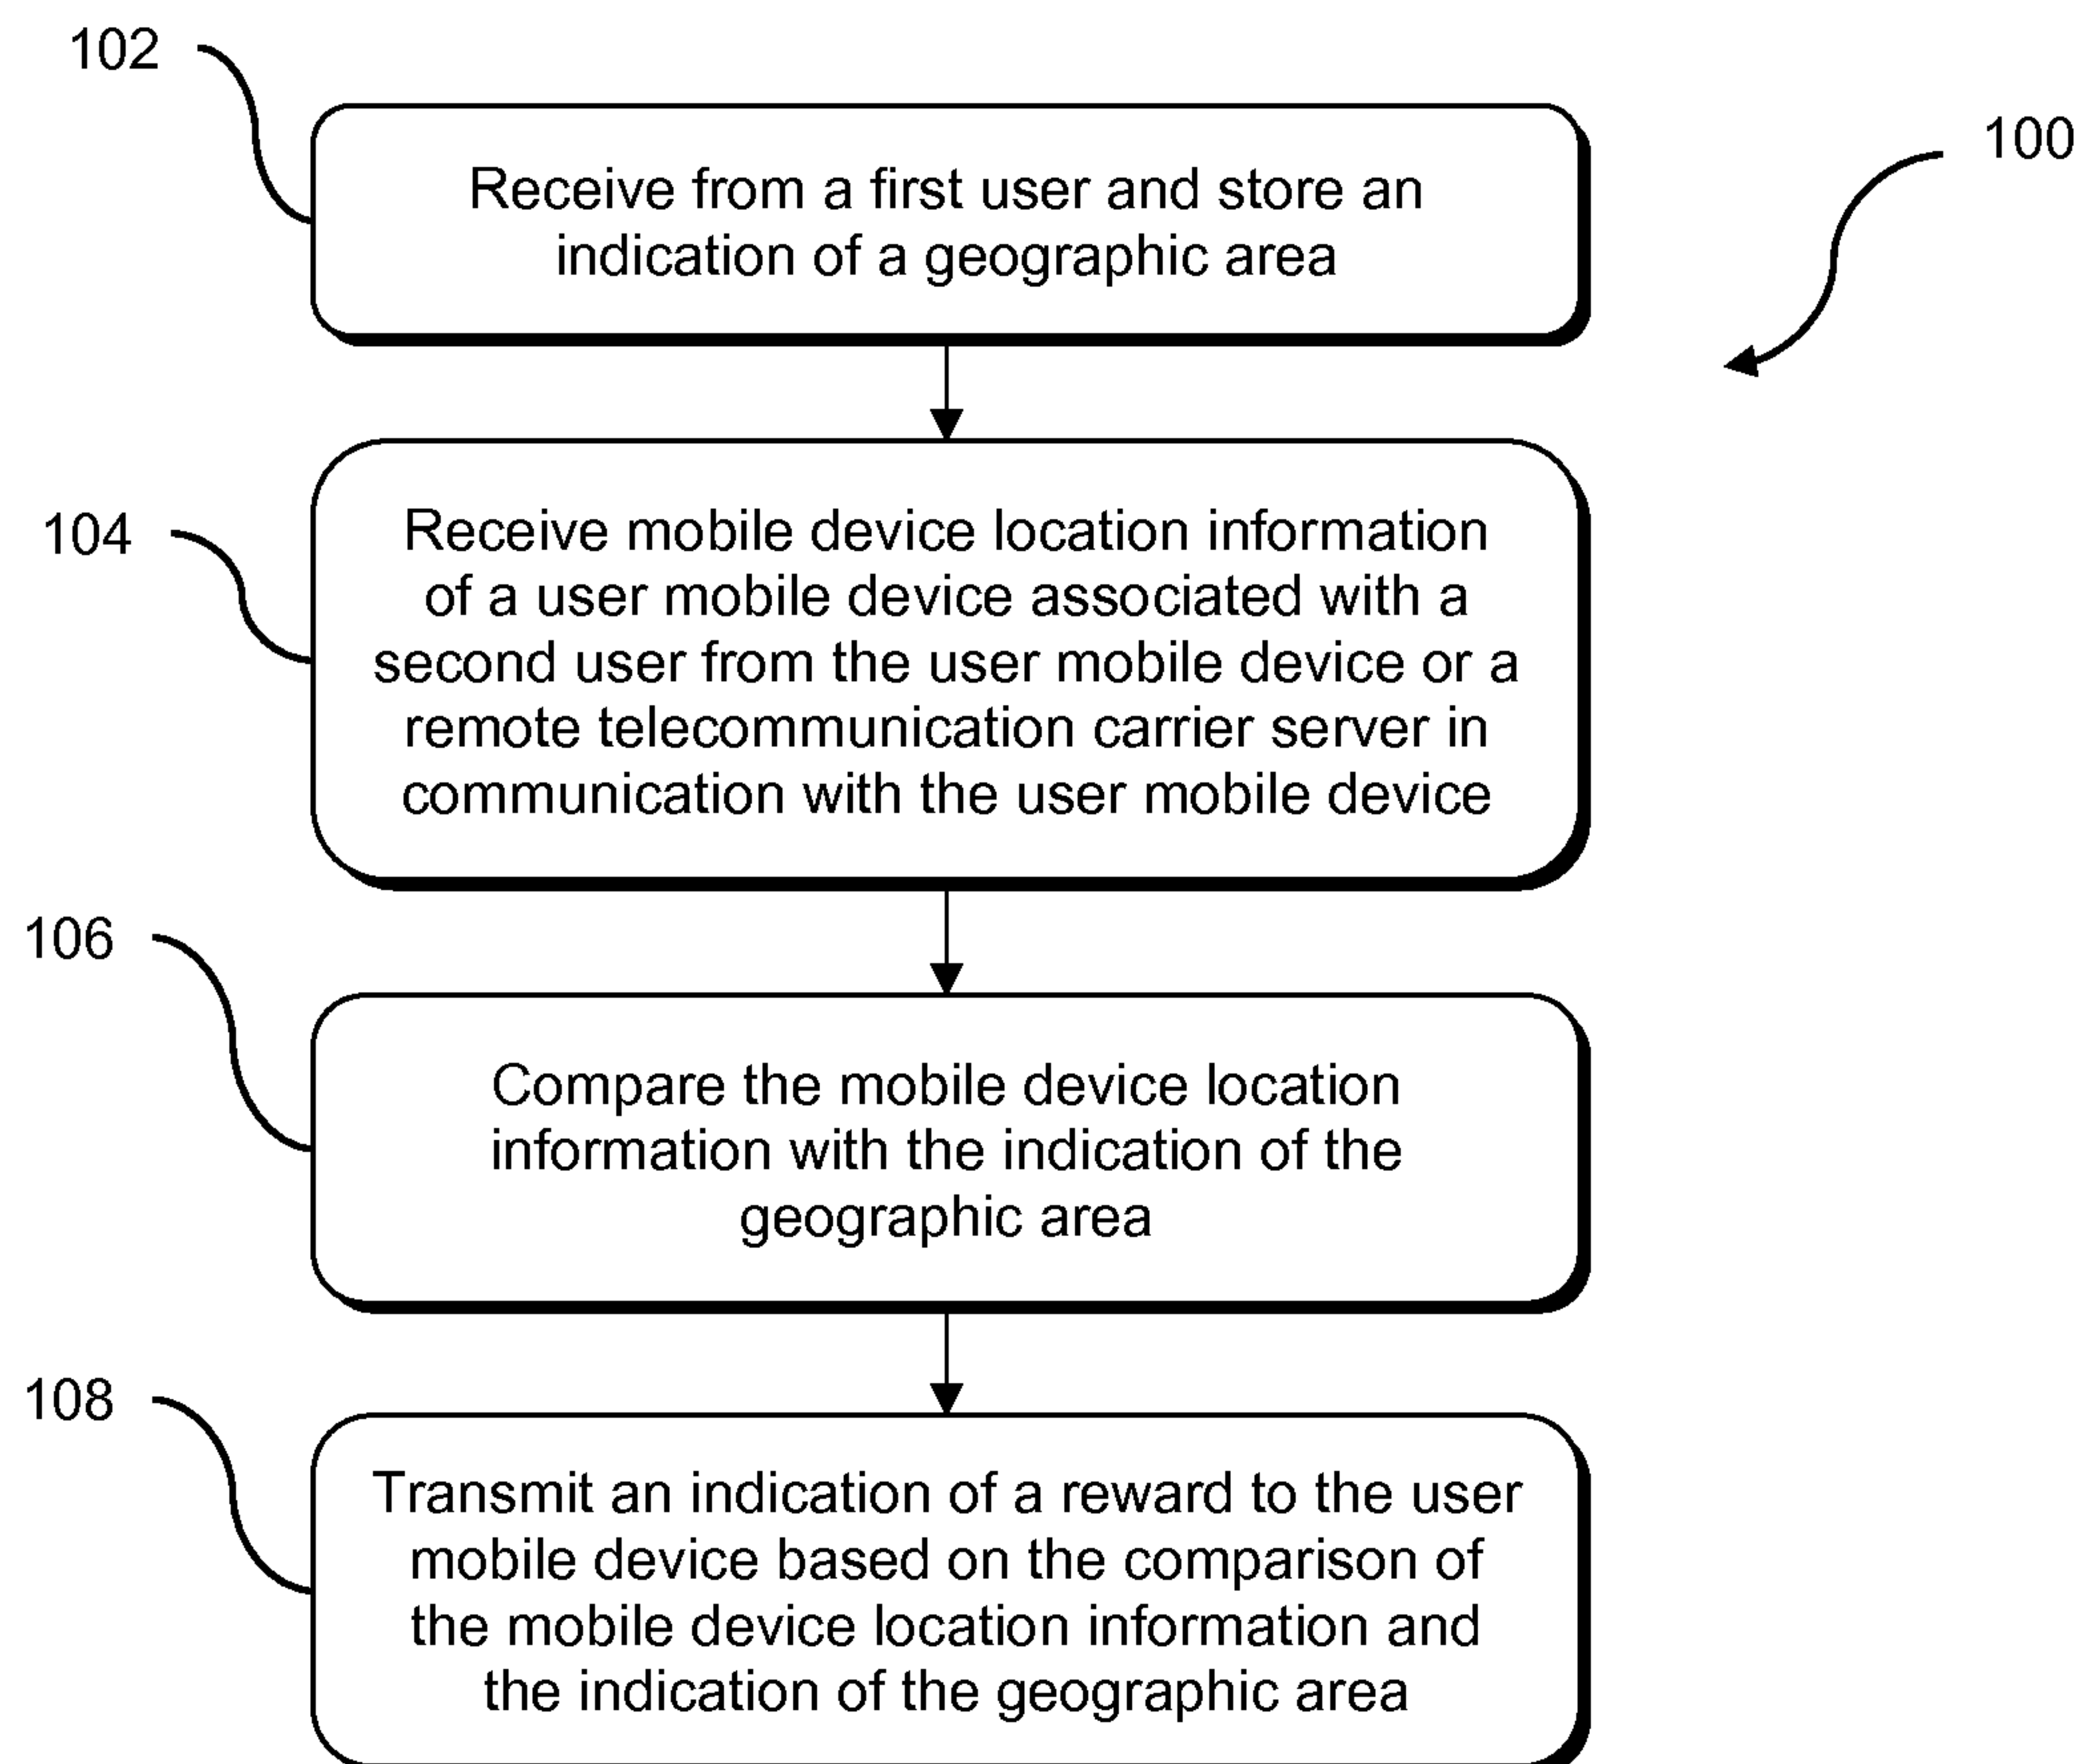 102
100
Receive from a first user and store an
indication of a geographic area
104
Receive mobile device location information
of a user mobile device associated with a
second user from the user mobile device or a
remote telecommunication carrier server in
communication with the user mobile device
106
Compare the mobile device location
information with the indication of the
geographic area
108
Transmit an indication of a reward to the user
mobile device based on the comparison of
the mobile device location information and
the indication of the geographic area